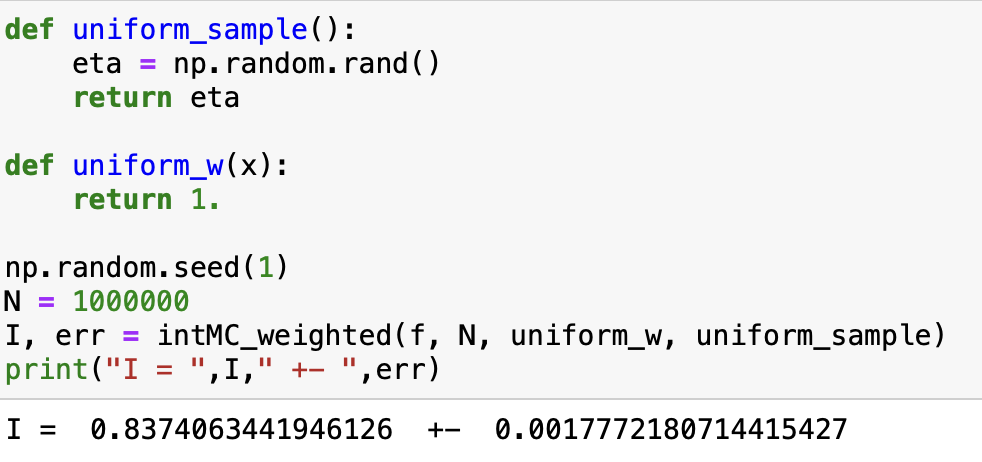 def uniform_sample():
    eta = np.random.rand()
    return eta

def uniform_w(x):
    return 1.

np.random.seed(1)
N = 1000000
I, err = intMC_weighted(f, N, uniform_w, uniform_sample)
print("I = ",I," +- ",err)
I =  0.8374063441946126  +-  0.0017772180714415427